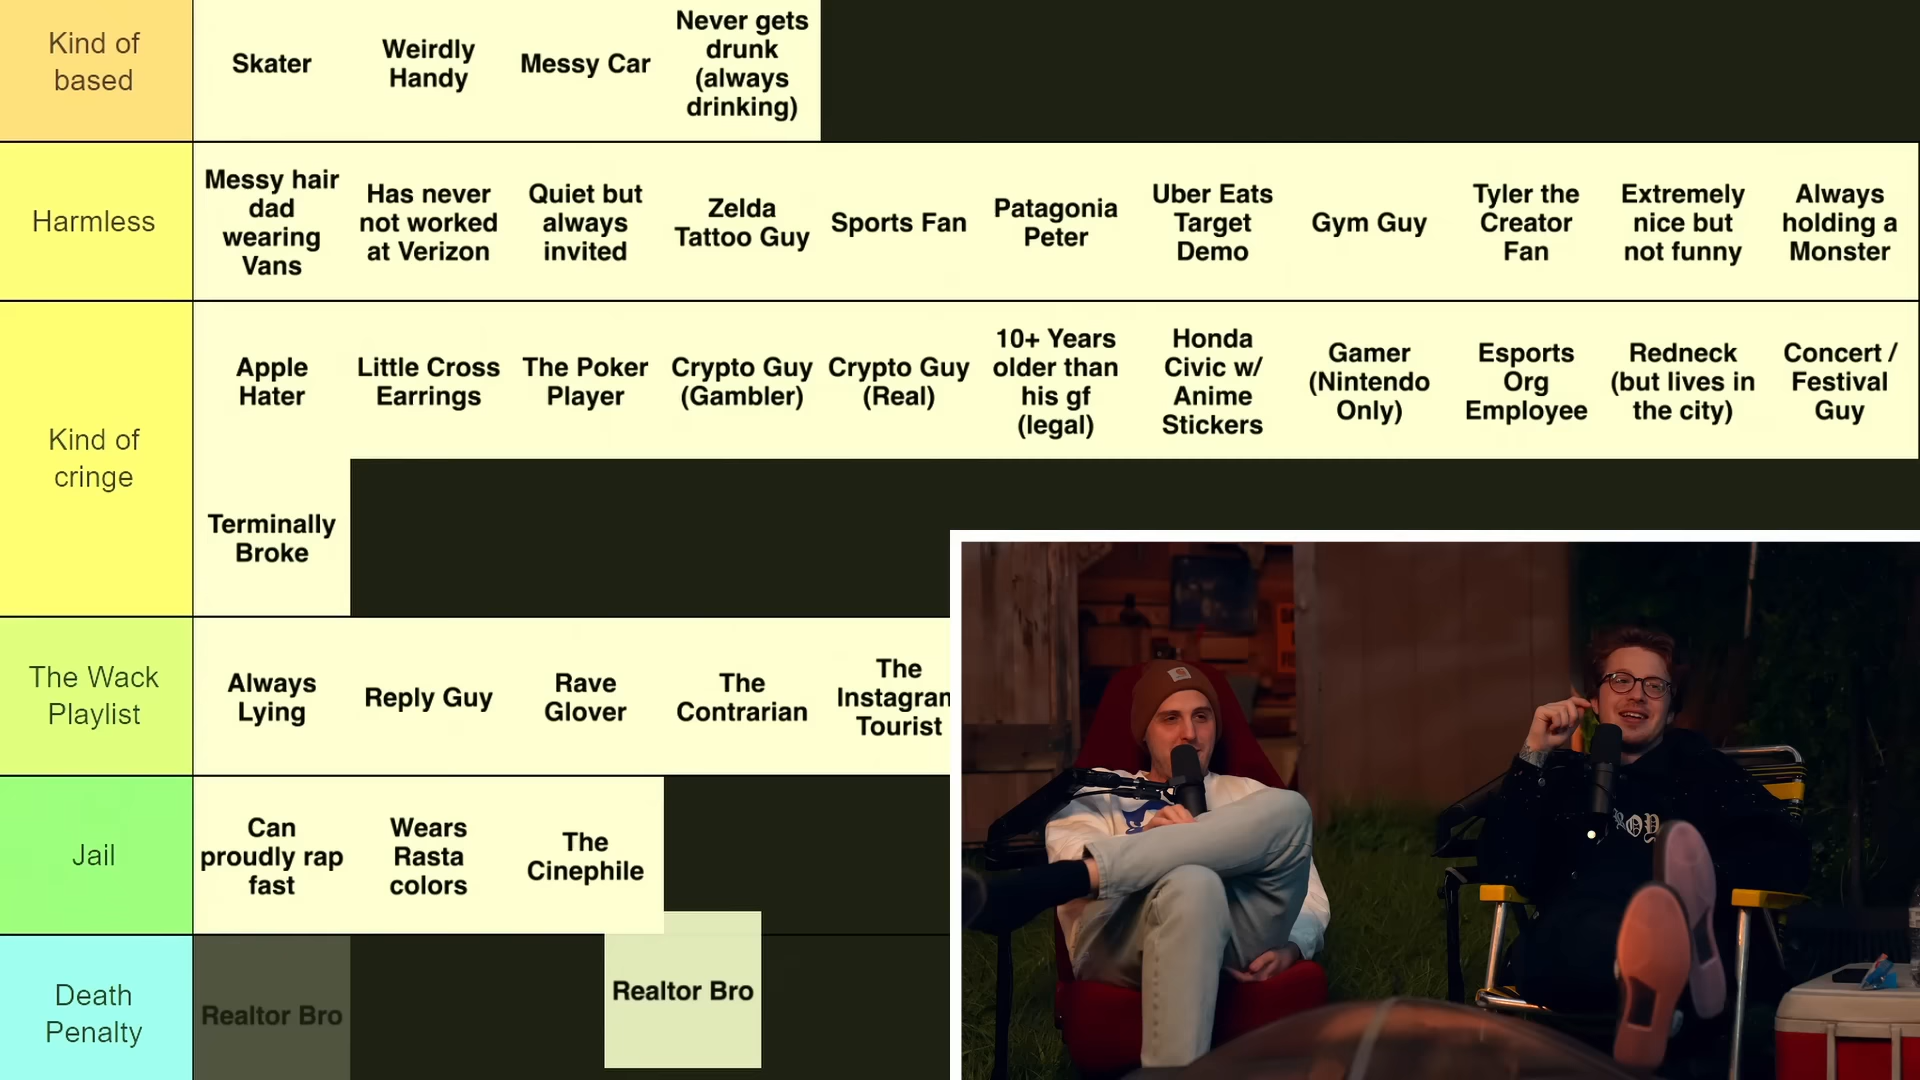 Kind of
based
Skater
Weirdly
Handy
Messy Car
Never gets
drunk
(always
drinking)
Harmless
Messy hair
dad
wearing
Vans
Has never
not worked
at Verizon
Quiet but
always
invited
Zelda
Tattoo Guy
Sports Fan
Patagonia
Peter
Uber Eats
Target
Demo
Gym Guy
Tyler the
Creator
Fan
Extremely
nice but
not funny
Always
holding a
Monster
Kind of
cringe
Apple
Hater
Little Cross
Earrings
The Poker
Player
Crypto Guy
(Gambler)
Crypto Guy
(Real)
10+ Years
older than
his gf
(legal)
Honda
Civic w/
Anime
Stickers
Gamer
(Nintendo
Only)
Esports
Org
Employee
Redneck
(but lives in
the city)
Concert /
Festival
Guy
Terminally
Broke
The Wack
Playlist
Always
Lying
Reply Guy
Rave
Glover
The
Contrarian
The
Instagram
Tourist
Jail
Can
proudly rap
fast
Wears
Rasta
colors
The
Cinephile
Death
Penalty
Realtor Bro
Realtor Bro